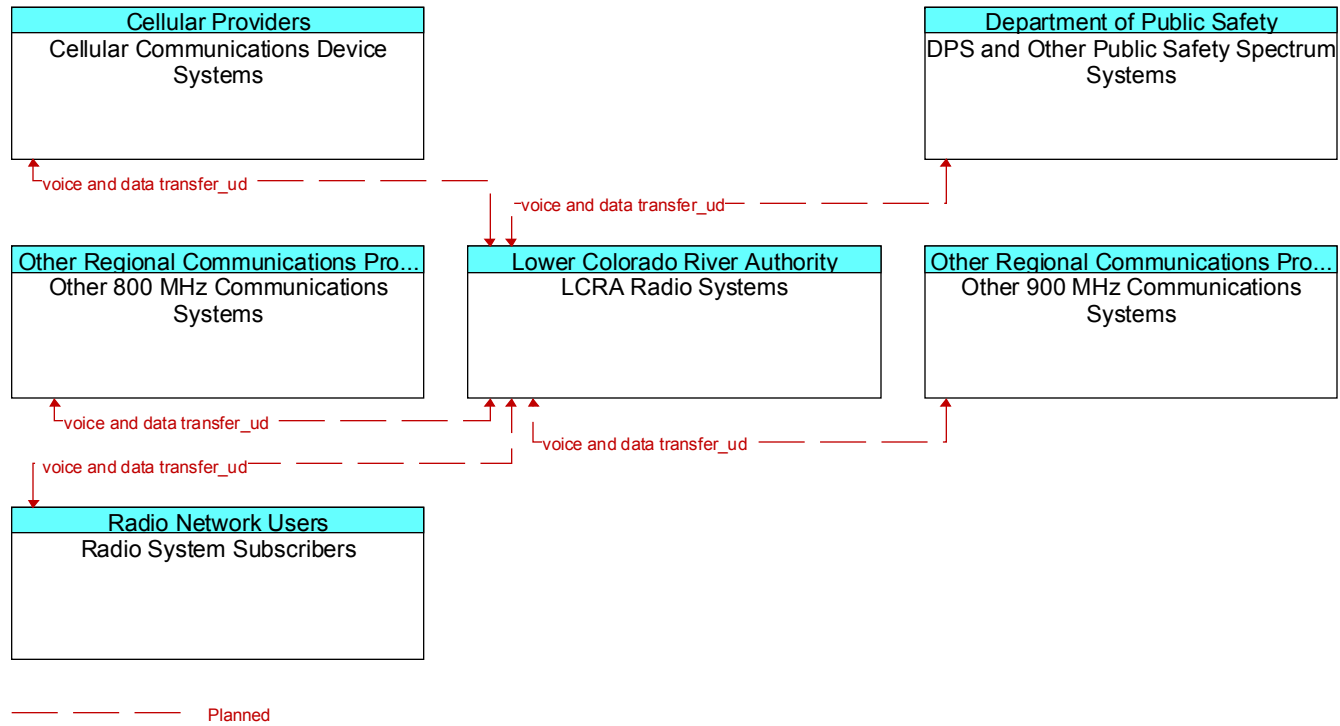 Cellular Providers
Cellular Communications Device
Systems
Department of Public Safety
DPS and Other Public Safety Spectrum
Systems
voice and data transfer_ud
voice and data transfer_ud
Other Regional Communications Pro...
Other 800 MHz Communications
Systems
Lower Colorado River Authority
LCRA Radio Systems
Other Regional Communications Pro...
Other 900 MHz Communications
Systems
voice and data transfer_ud
voice and data transfer_ud
voice and data transfer_ud
Radio Network Users
Radio System Subscribers
Planned